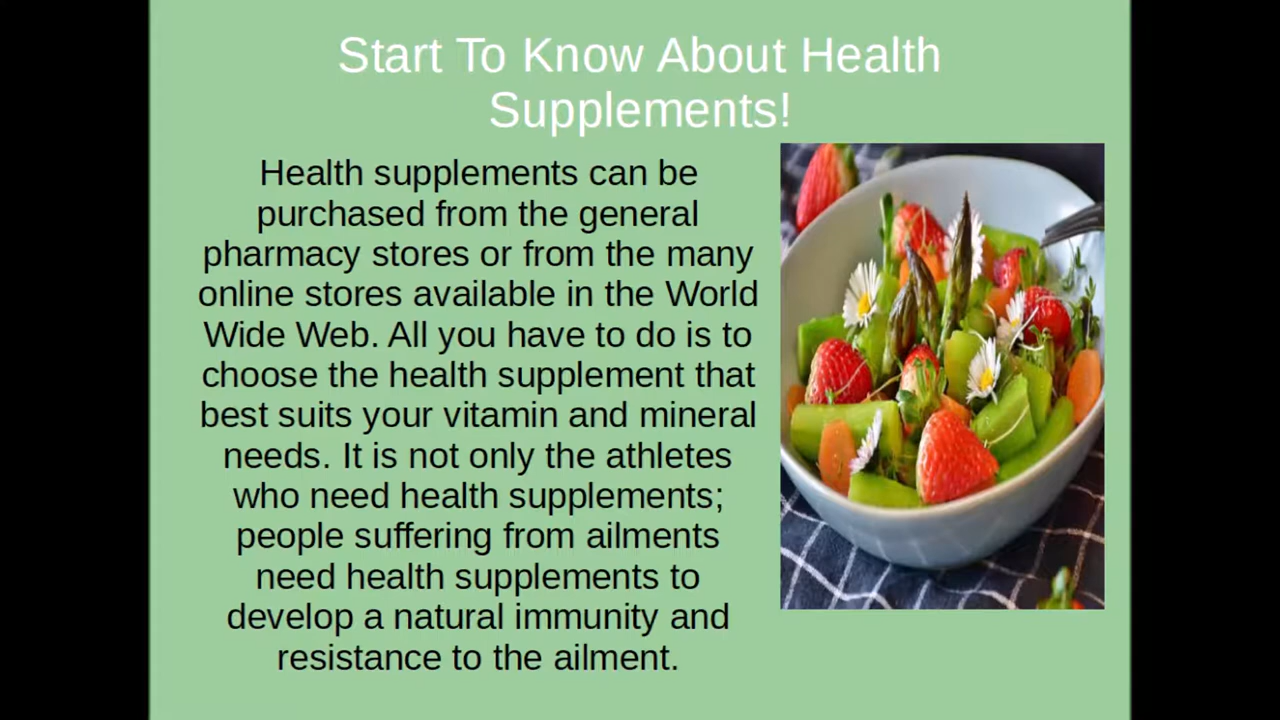 Start To Know About Health
Supplements!
Health supplements can be
purchased from the general
pharmacy stores or from the many
online stores available in the World
Wide Web. All you have to do is to
choose the health supplement that
best suits your vitamin and mineral
needs. It is not only the athletes
who need health supplements;
people suffering from ailments
need health supplements to
develop a natural immunity and
resistance to the ailment.